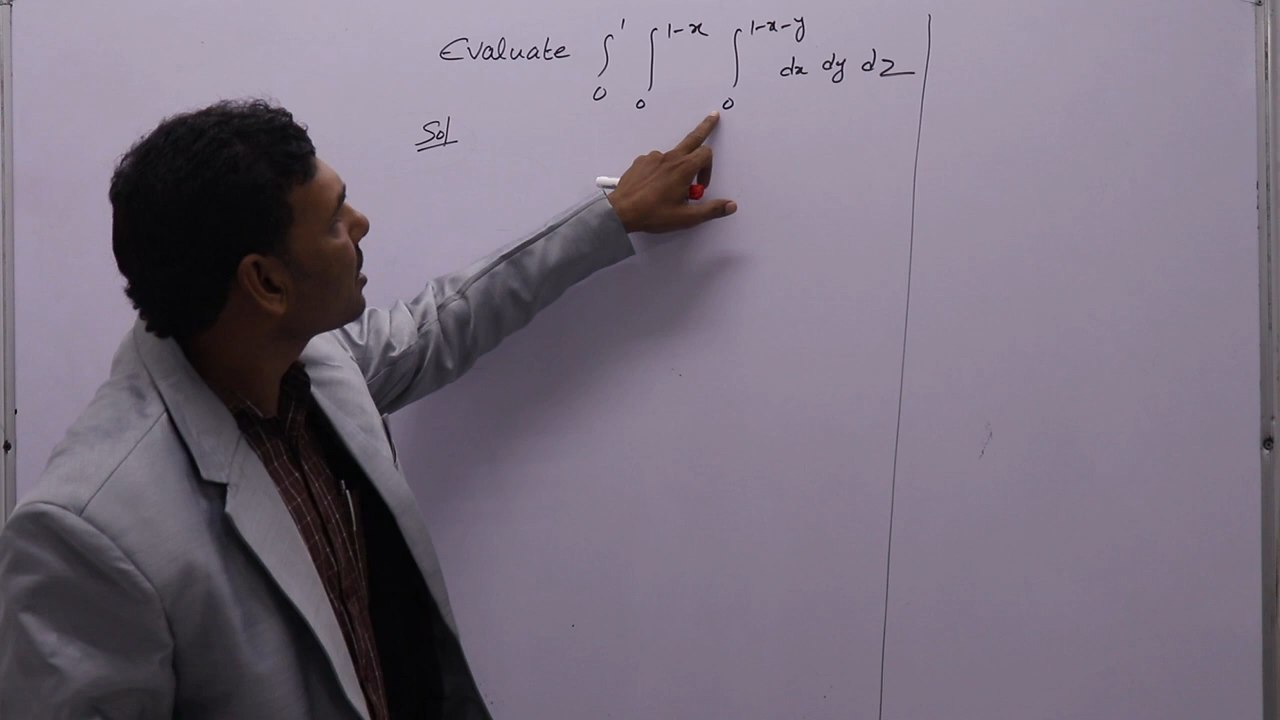 Evaluate ∫₀¹ ∫₀^{1-x} ∫₀^{1-x-y} dx dy dz
Sol